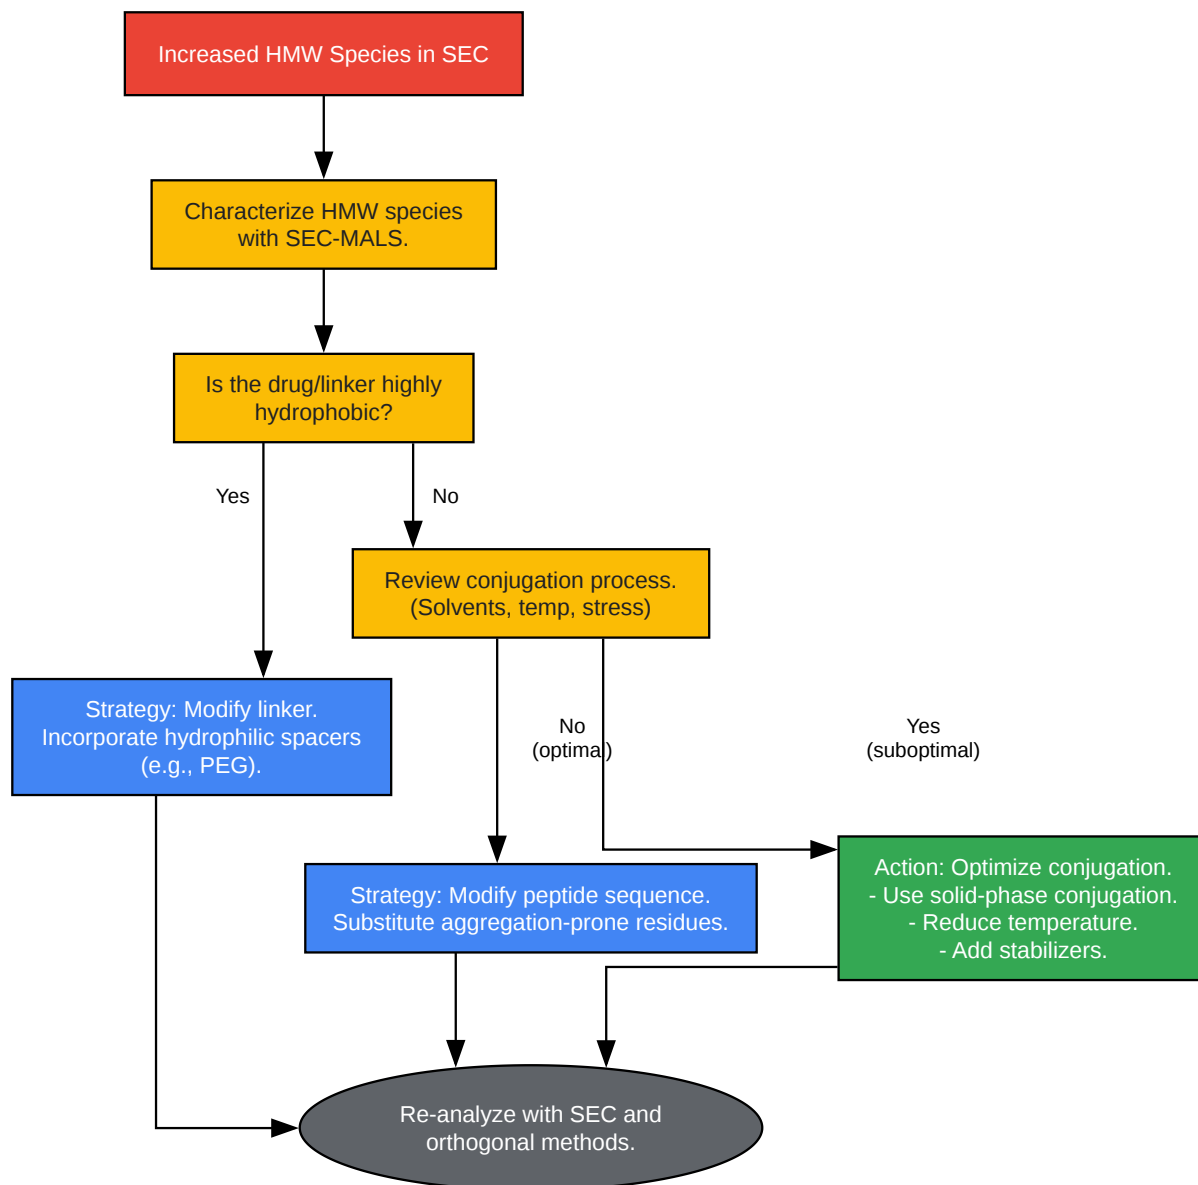 Increased HMW Species in SEC
Characterize HMW species
with SEC-MALS.
Is the drug/linker highly
hydrophobic?
Yes
No
Review conjugation process.
(Solvents, temp, stress)
Strategy: Modify linker.
Incorporate hydrophilic spacers
(e.g., PEG).
No
(optimal)
Yes
(suboptimal)
Strategy: Modify peptide sequence.
Substitute aggregation-prone residues.
Action: Optimize conjugation.
- Use solid-phase conjugation.
- Reduce temperature.
- Add stabilizers.
Re-analyze with SEC and
orthogonal methods.